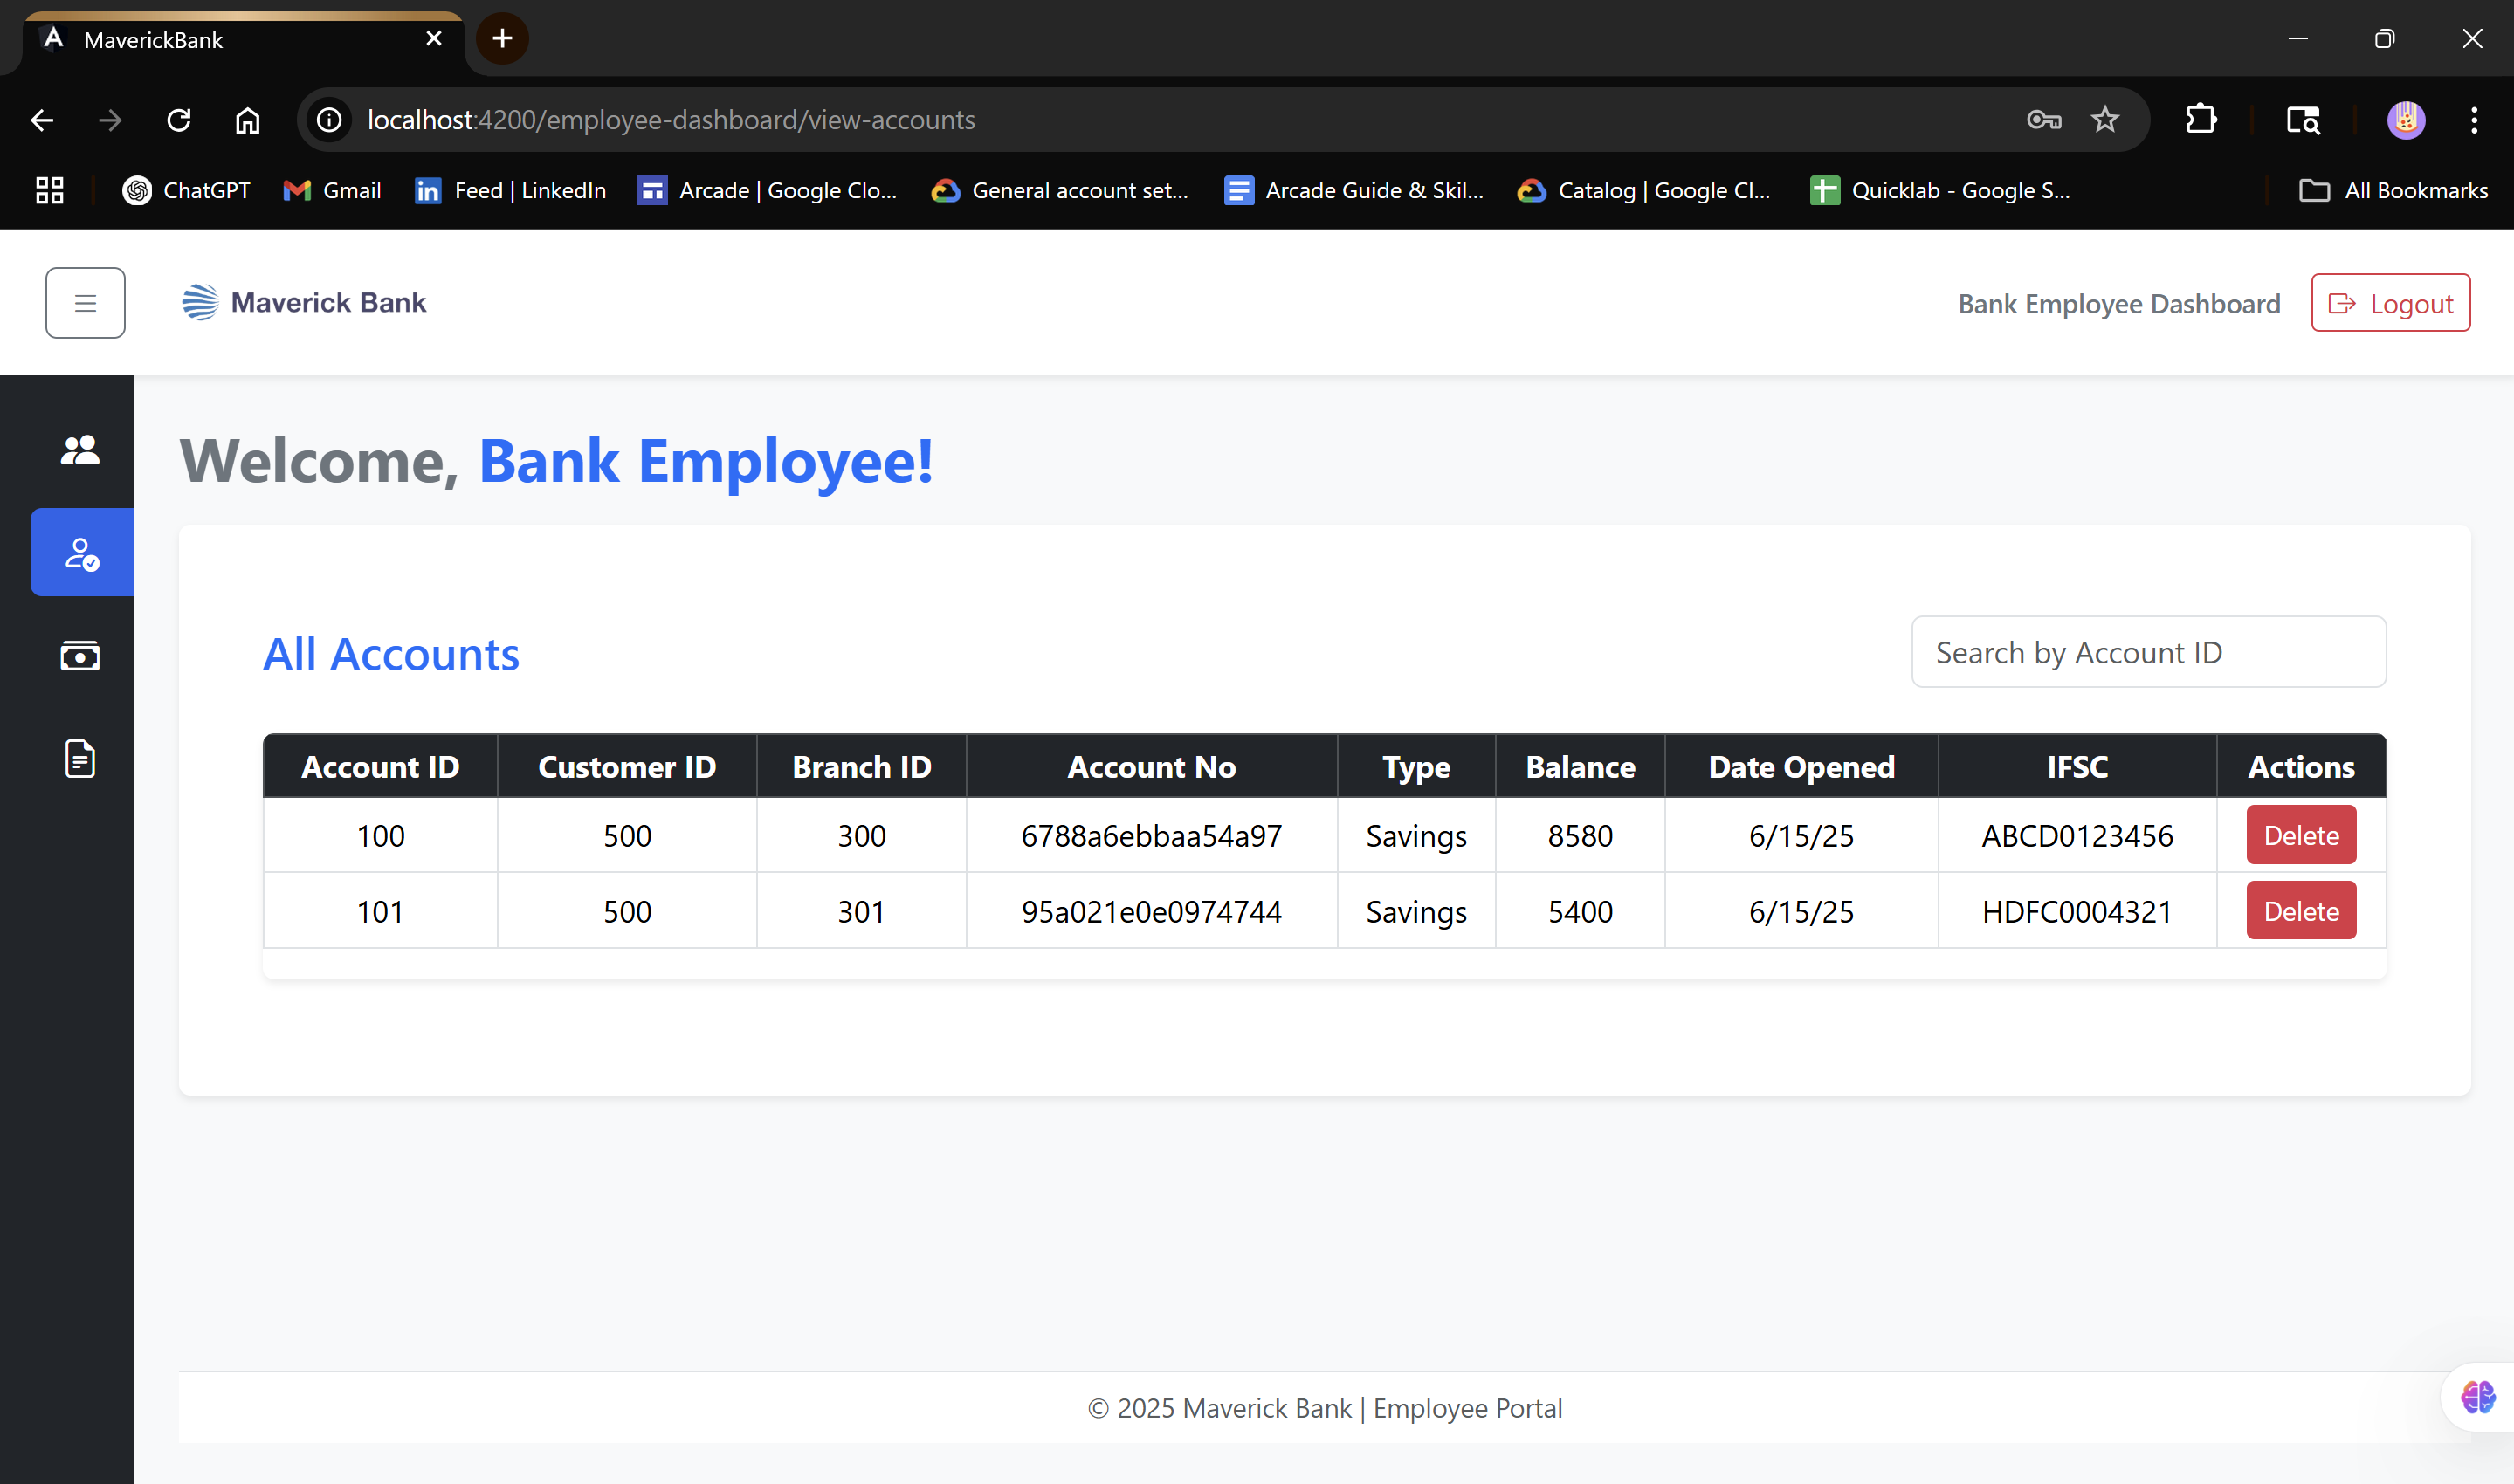 MaverickBank
localhost:4200/employee-dashboard/view-accounts
ChatGPT Gmail Feed | LinkedIn Arcade | Google Clo... General account set... Arcade Guide & Skil... Catalog | Google Cl... Quicklab - Google S... All Bookmarks
Maverick Bank Bank Employee Dashboard Logout
Welcome, Bank Employee!
All Accounts Search by Account ID
Account ID Customer ID Branch ID Account No Type Balance Date Opened IFSC Actions
100 500 300 6788a6ebbaa54a97 Savings 8580 6/15/25 ABCD0123456 Delete
101 500 301 95a021e0e0974744 Savings 5400 6/15/25 HDFC0004321 Delete
© 2025 Maverick Bank | Employee Portal